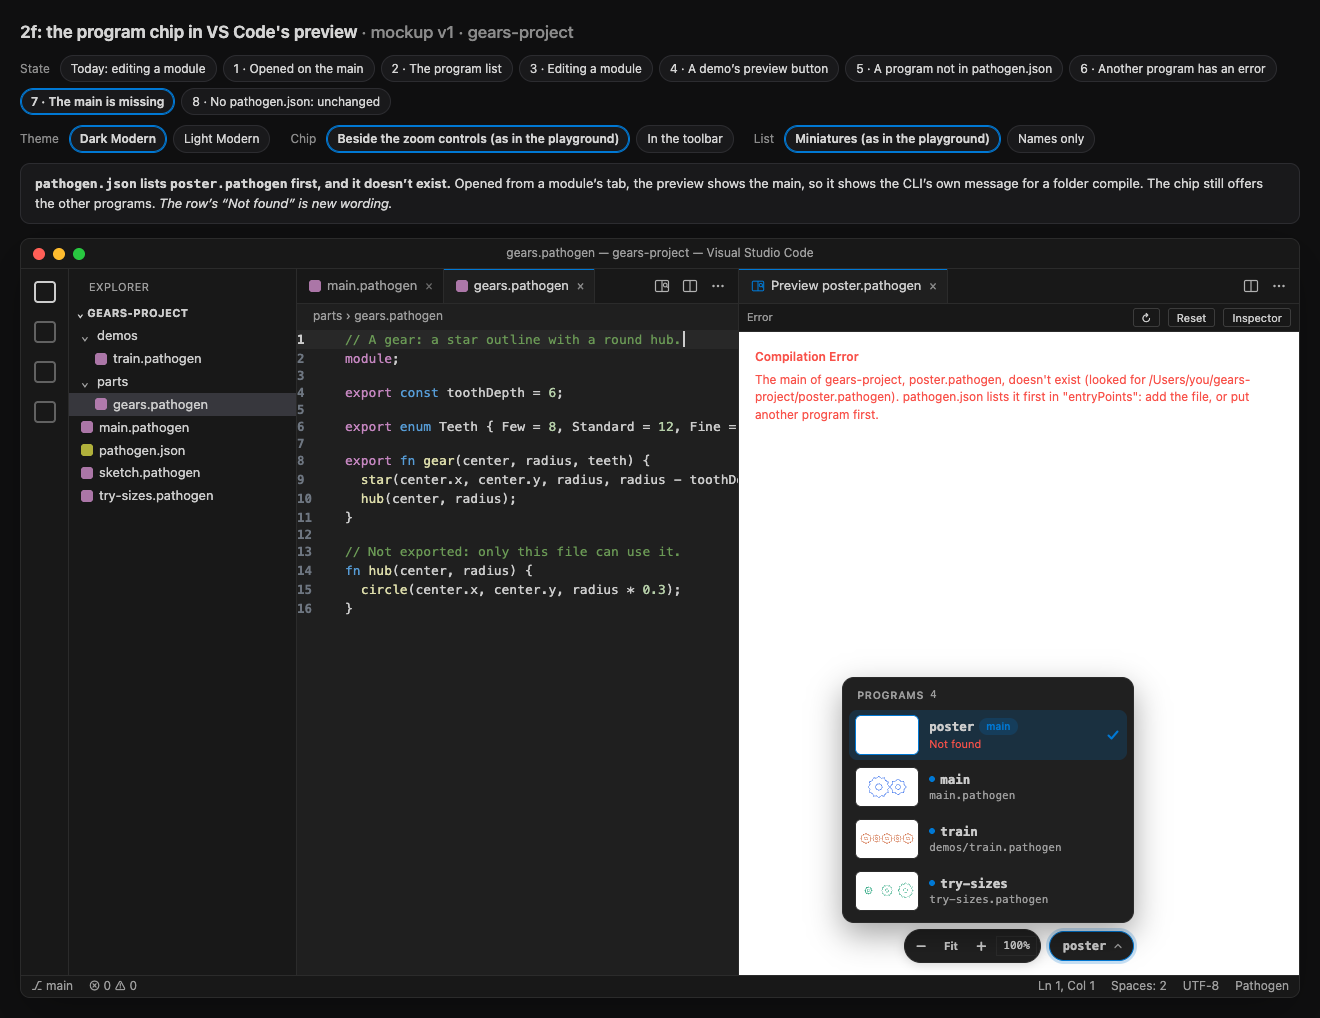 2f: the program chip in VS Code's preview · mockup v1 · gears-project
State Today: editing a module 1 · Opened on the main 2 · The program list 3 · Editing a module 4 · A demo's preview button 5 · A program not in pathogen.json 6 · Another program has an error
7 · The main is missing 8 · No pathogen.json: unchanged
Theme Dark Modern Light Modern Chip Beside the zoom controls (as in the playground) In the toolbar List Miniatures (as in the playground) Names only
pathogen.json lists poster.pathogen first, and it doesn't exist. Opened from a module's tab, the preview shows the main, so it shows the CLI's own message for a folder compile. The chip still offers
the other programs. The row's “Not found” is new wording.
gears.pathogen — gears-project — Visual Studio Code
EXPLORER
GEARS-PROJECT
demos
train.pathogen
parts
gears.pathogen
main.pathogen
pathogen.json
sketch.pathogen
try-sizes.pathogen
main.pathogen × gears.pathogen ×
parts › gears.pathogen
1 // A gear: a star outline with a round hub.
2 module;
3
4 export const toothDepth = 6;
5
6 export enum Teeth { Few = 8, Standard = 12, Fine =
7
8 export fn gear(center, radius, teeth) {
9 star(center.x, center.y, radius, radius − toothD
10 hub(center, radius);
11 }
12
13 // Not exported: only this file can use it.
14 fn hub(center, radius) {
15 circle(center.x, center.y, radius * 0.3);
16 }
Preview poster.pathogen ×
Error Reset Inspector
Compilation Error
The main of gears-project, poster.pathogen, doesn't exist (looked for /Users/you/gears-
project/poster.pathogen). pathogen.json lists it first in "entryPoints": add the file, or put
another program first.
PROGRAMS 4
poster main
Not found
main
main.pathogen
train
demos/train.pathogen
try-sizes
try-sizes.pathogen
− Fit + 100% poster
main 0 0 Ln 1, Col 1 Spaces: 2 UTF-8 Pathogen